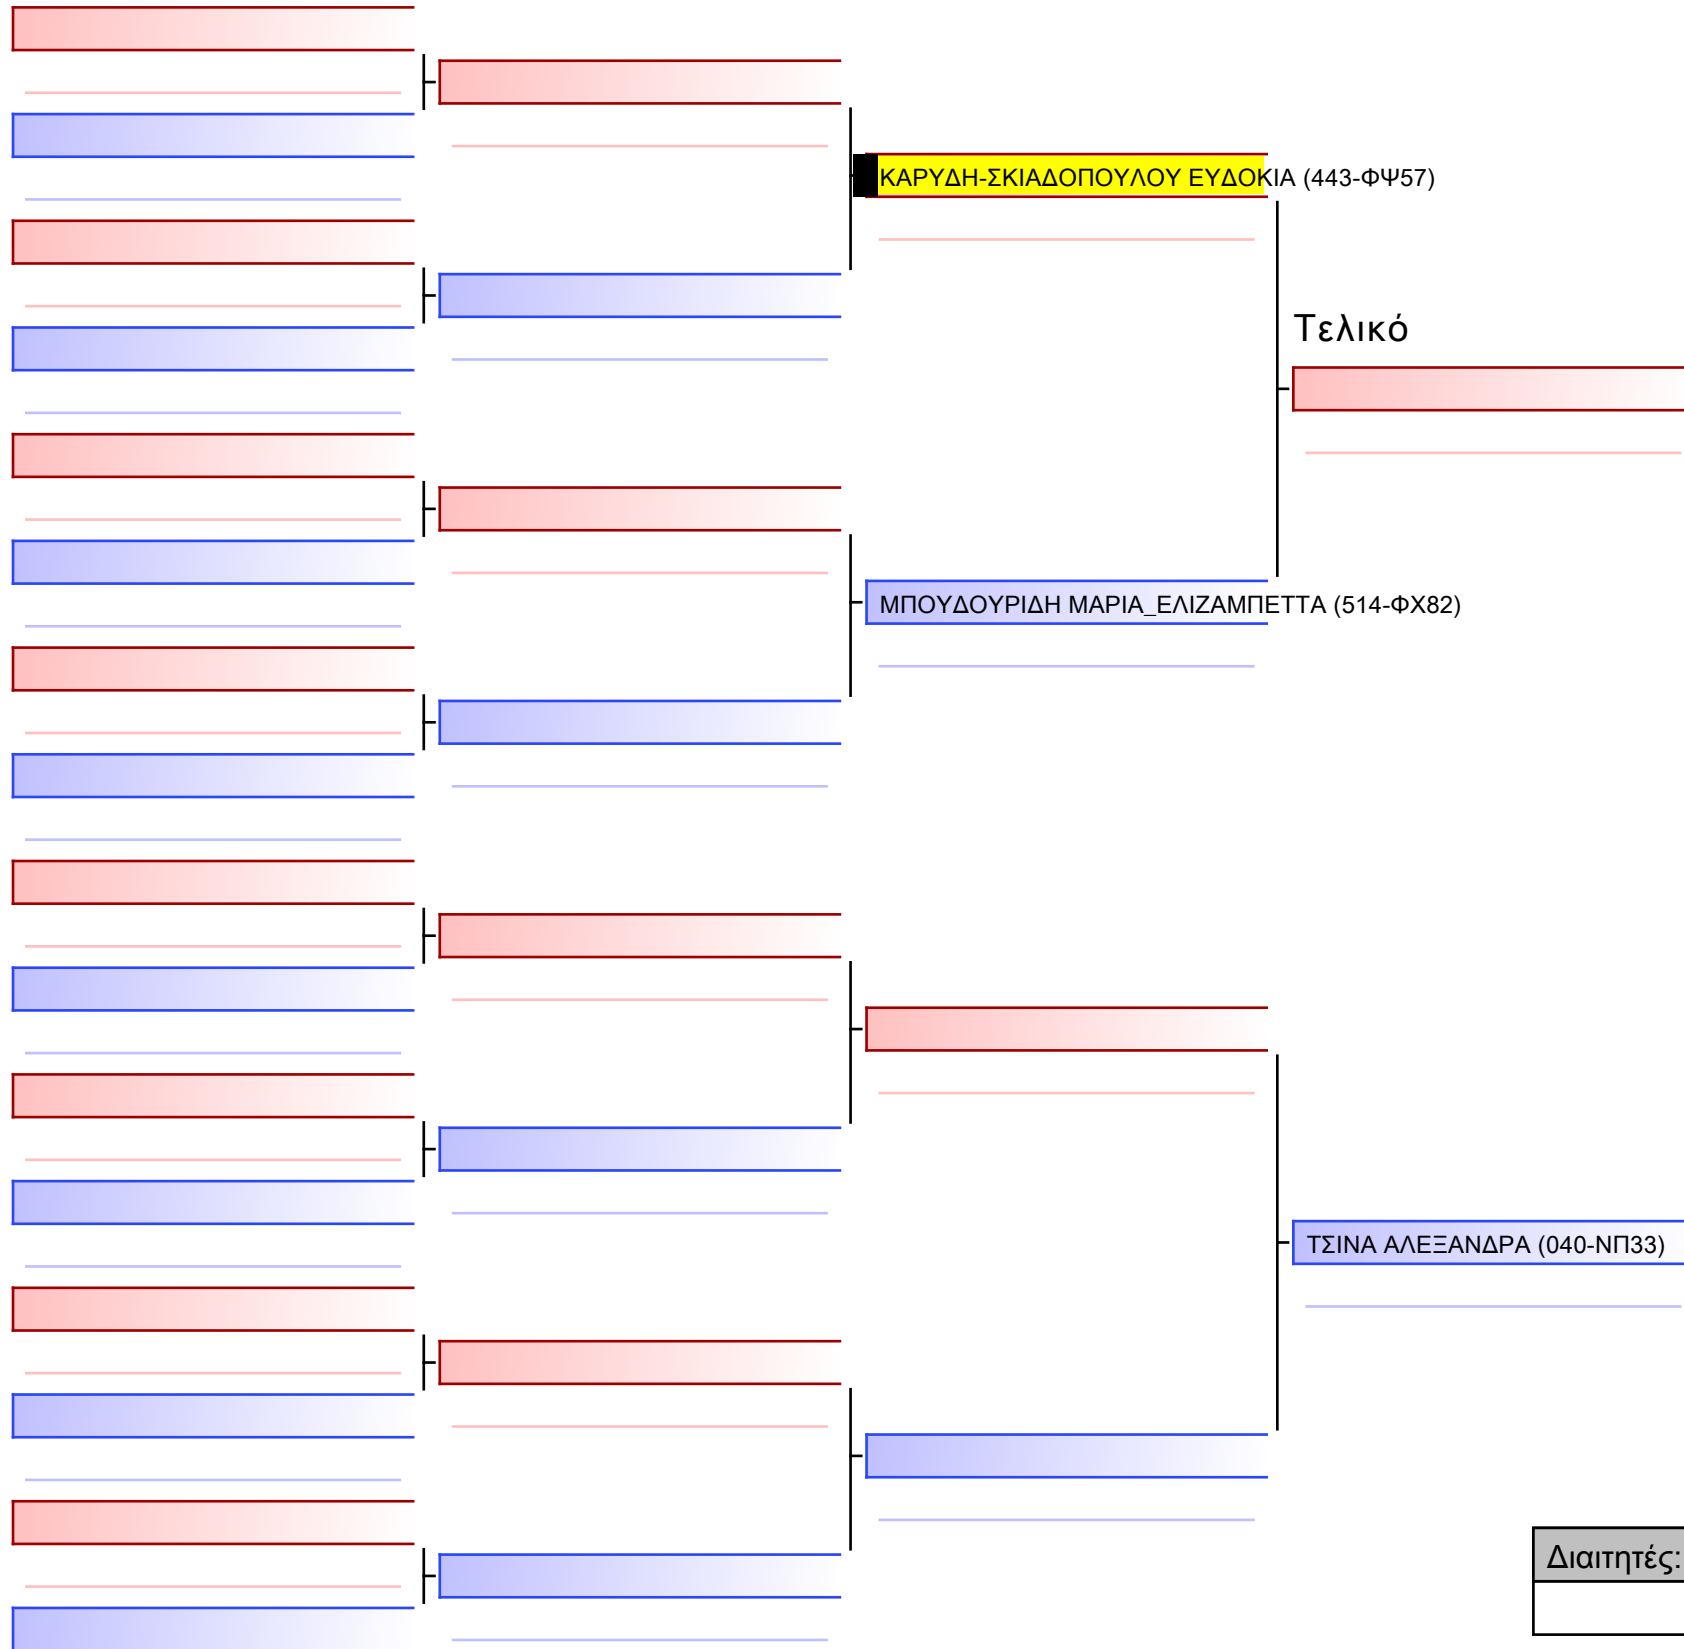 ΚΑΡΥΔΗ-ΣΚΙΑΔΟΠΟΥΛΟΥ ΕΥΔΟΚΙΑ (443-ΦΨ57)
Τελικό
ΜΠΟΥΔΟΥΡΙΔΗ ΜΑΡΙΑ_ΕΛΙΖΑΜΠΕΤΤΑ (514-ΦΧ82)
ΤΣΙΝΑ ΑΛΕΞΑΝΔΡΑ (040-ΝΠ33)
Διαιτητές: